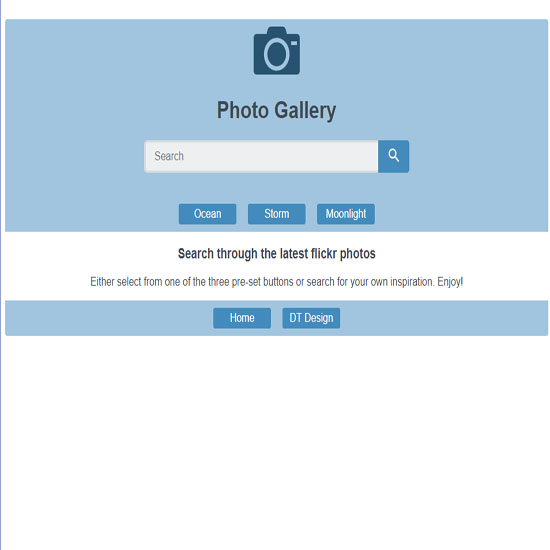 Photo Gallery
Search
Ocean Storm Moonlight
Search through the latest flickr photos
Either select from one of the three pre-set buttons or search for your own inspiration. Enjoy!
Home DT Design